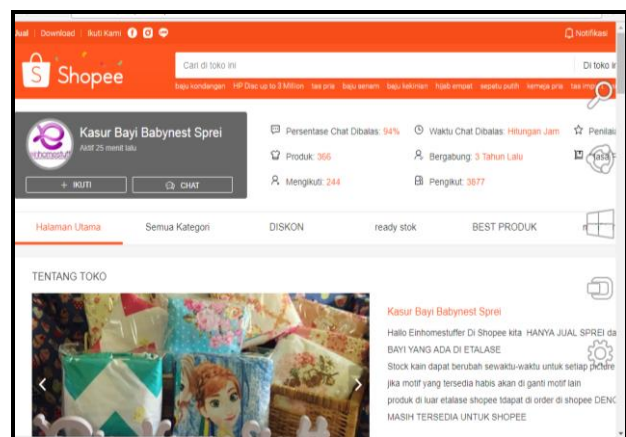 Jual | Download | Ikuti Kami
Notifikasi
Shopee
Cari di toko ini
Di toko in
baju kondangan HP Disc up to 3 Million tas pria baju senam baju kekinian hijab empat sepatu putih kemeja pria tas
einhomestuff
Kasur Bayi Babynest Sprei
Aktif 25 menit lalu
+ IKUTI
CHAT
Persentase Chat Dibalas: 94%
Waktu Chat Dibalas: Hitungan Jam
Penilai
Produk: 366
Bergabung: 3 Tahun Lalu
Masa
Mengikuti: 244
Pengikut: 3677
Halaman Utama
Semua Kategori
DISKON
ready stok
BEST PRODUK
TENTANG TOKO
Kasur Bayi Babynest Sprei
Hallo Einhomestuffer Di Shopee kita HANYA JUAL SPREI da
BAYI YANG ADA DI ETALASE
Stock kain dapat berubah sewaktu-waktu untuk setiap picture
jika motif yang tersedia habis akan di ganti motif lain
produk di luar etalase shopee tdapat di order di shopee DENG
MASIH TERSEDIA UNTUK SHOPEE